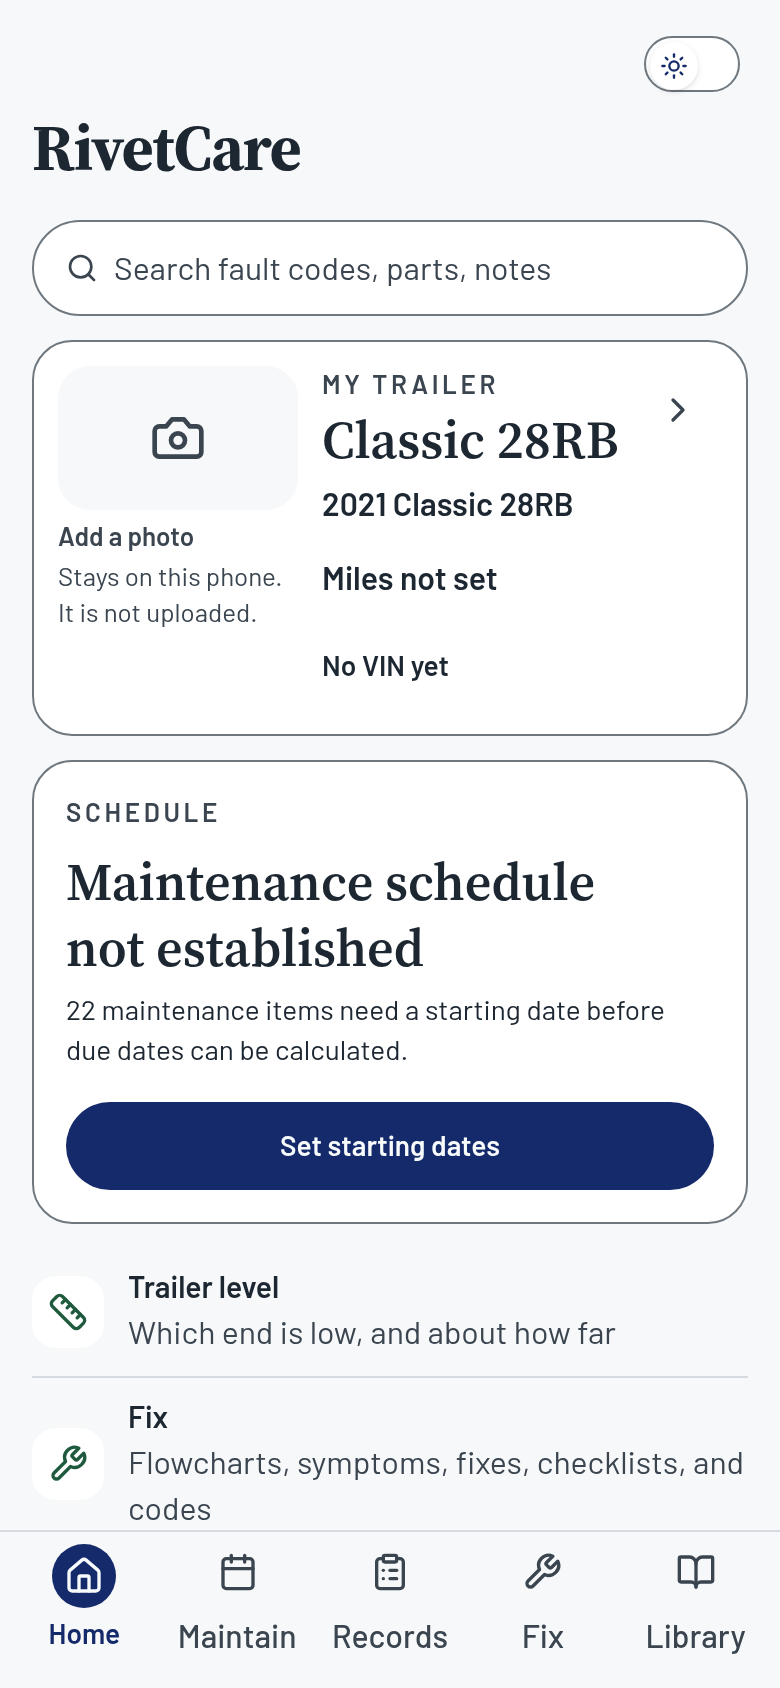 RivetCare
Search fault codes, parts, notes
MY TRAILER
Classic 28RB
2021 Classic 28RB
Miles not set
No VIN yet
Add a photo
Stays on this phone.
It is not uploaded.
SCHEDULE
Maintenance schedule
not established
22 maintenance items need a starting date before
due dates can be calculated.
Set starting dates
Trailer level
Which end is low, and about how far
Fix
Flowcharts, symptoms, fixes, checklists, and
codes
Home
Maintain
Records
Fix
Library